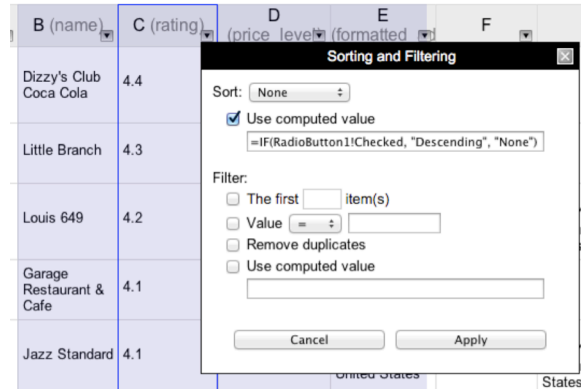 B (name)
C (rating)
D
(price_level
E
(formatted
F
Sorting and Filtering
Sort:
None
Use computed value
=IF(RadioButton1!Checked, "Descending", "None")
Filter:
The first
item(s)
Value
=
Remove duplicates
Use computed value
Cancel
Apply
Dizzy's Club
Coca Cola
4.4
Little Branch
4.3
Louis 649
4.2
Garage
Restaurant &
Cafe
4.1
Jazz Standard
4.1
United States
States